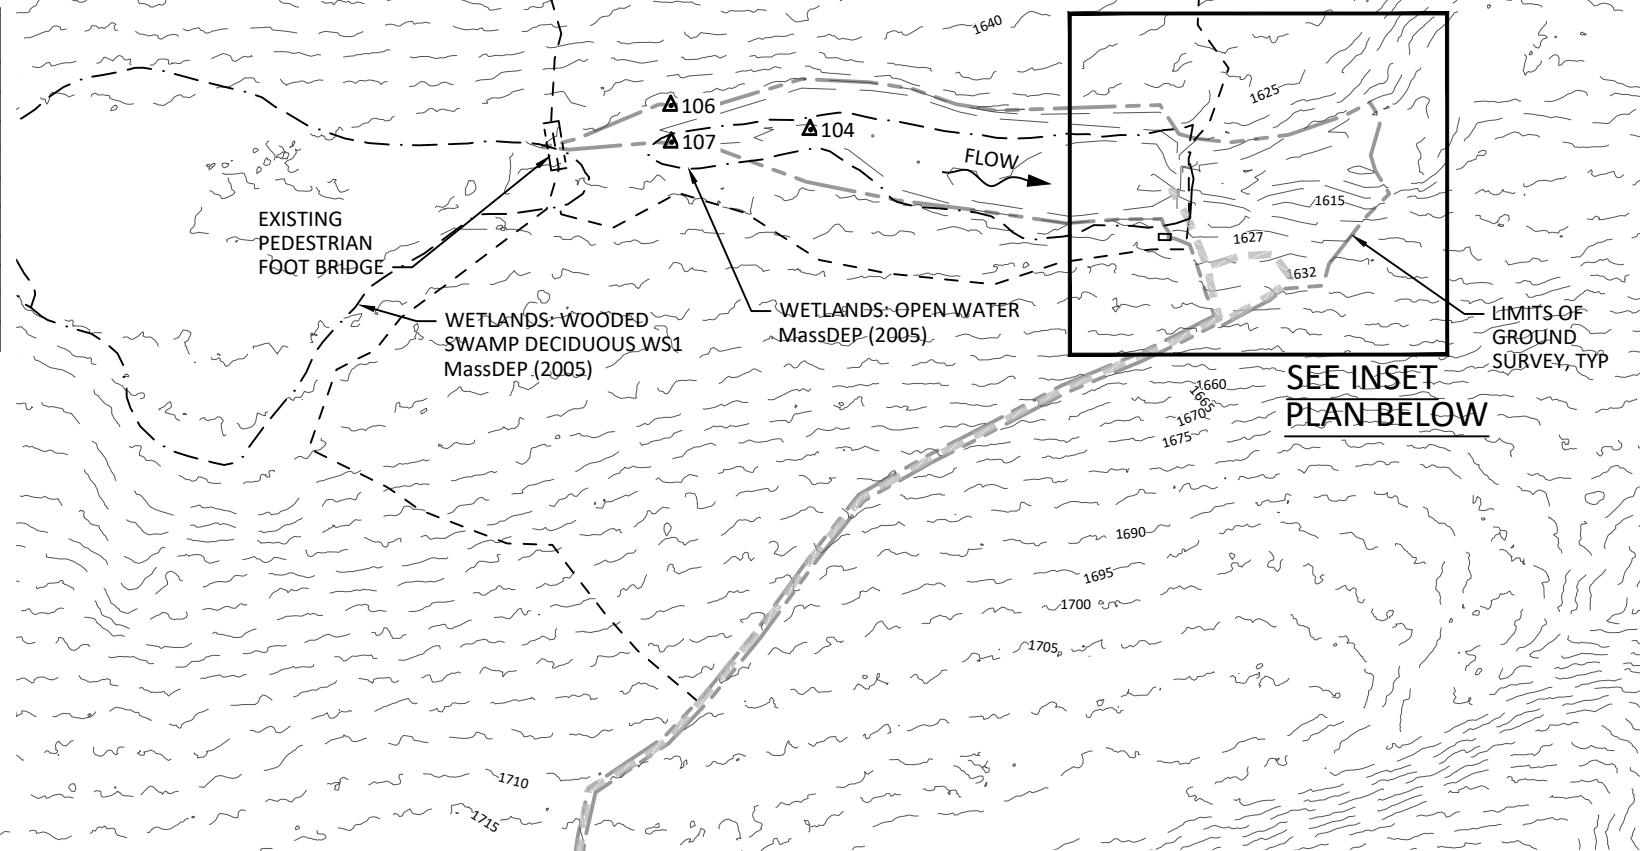 1640
1625
106
104
107
FLOW
1615
EXISTING
PEDESTRIAN
FOOT BRIDGE
1627
1632
WETLANDS: WOODED
SWAMP DECIDUOUS WS1
MassDEP (2005)
WETLANDS: OPEN WATER
MassDEP (2005)
LIMITS OF
GROUND
SURVEY, TYP
SEE INSET
PLAN BELOW
1660
1665
1670
1675
1690
1695
1700
1705
1710
1715